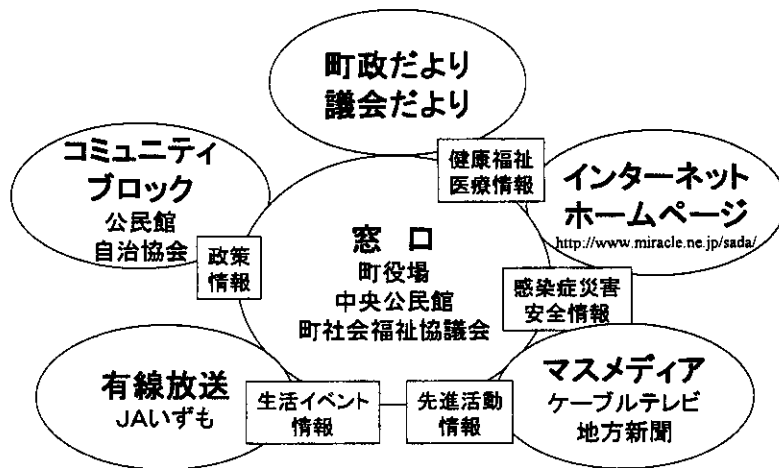 町政だより
議会だより
コミュニティ
ブロック
公民館
自治協会
健康福祉
医療情報
インターネット
ホームページ
http://www.miracle.ne.jp/sada/
政策
情報
窓 口
町役場
中央公民館
町社会福祉協議会
感染症災害
安全情報
有線放送
JAいずも
生活イベント
情報
先進活動
情報
マスメディア
ケーブルテレビ
地方新聞